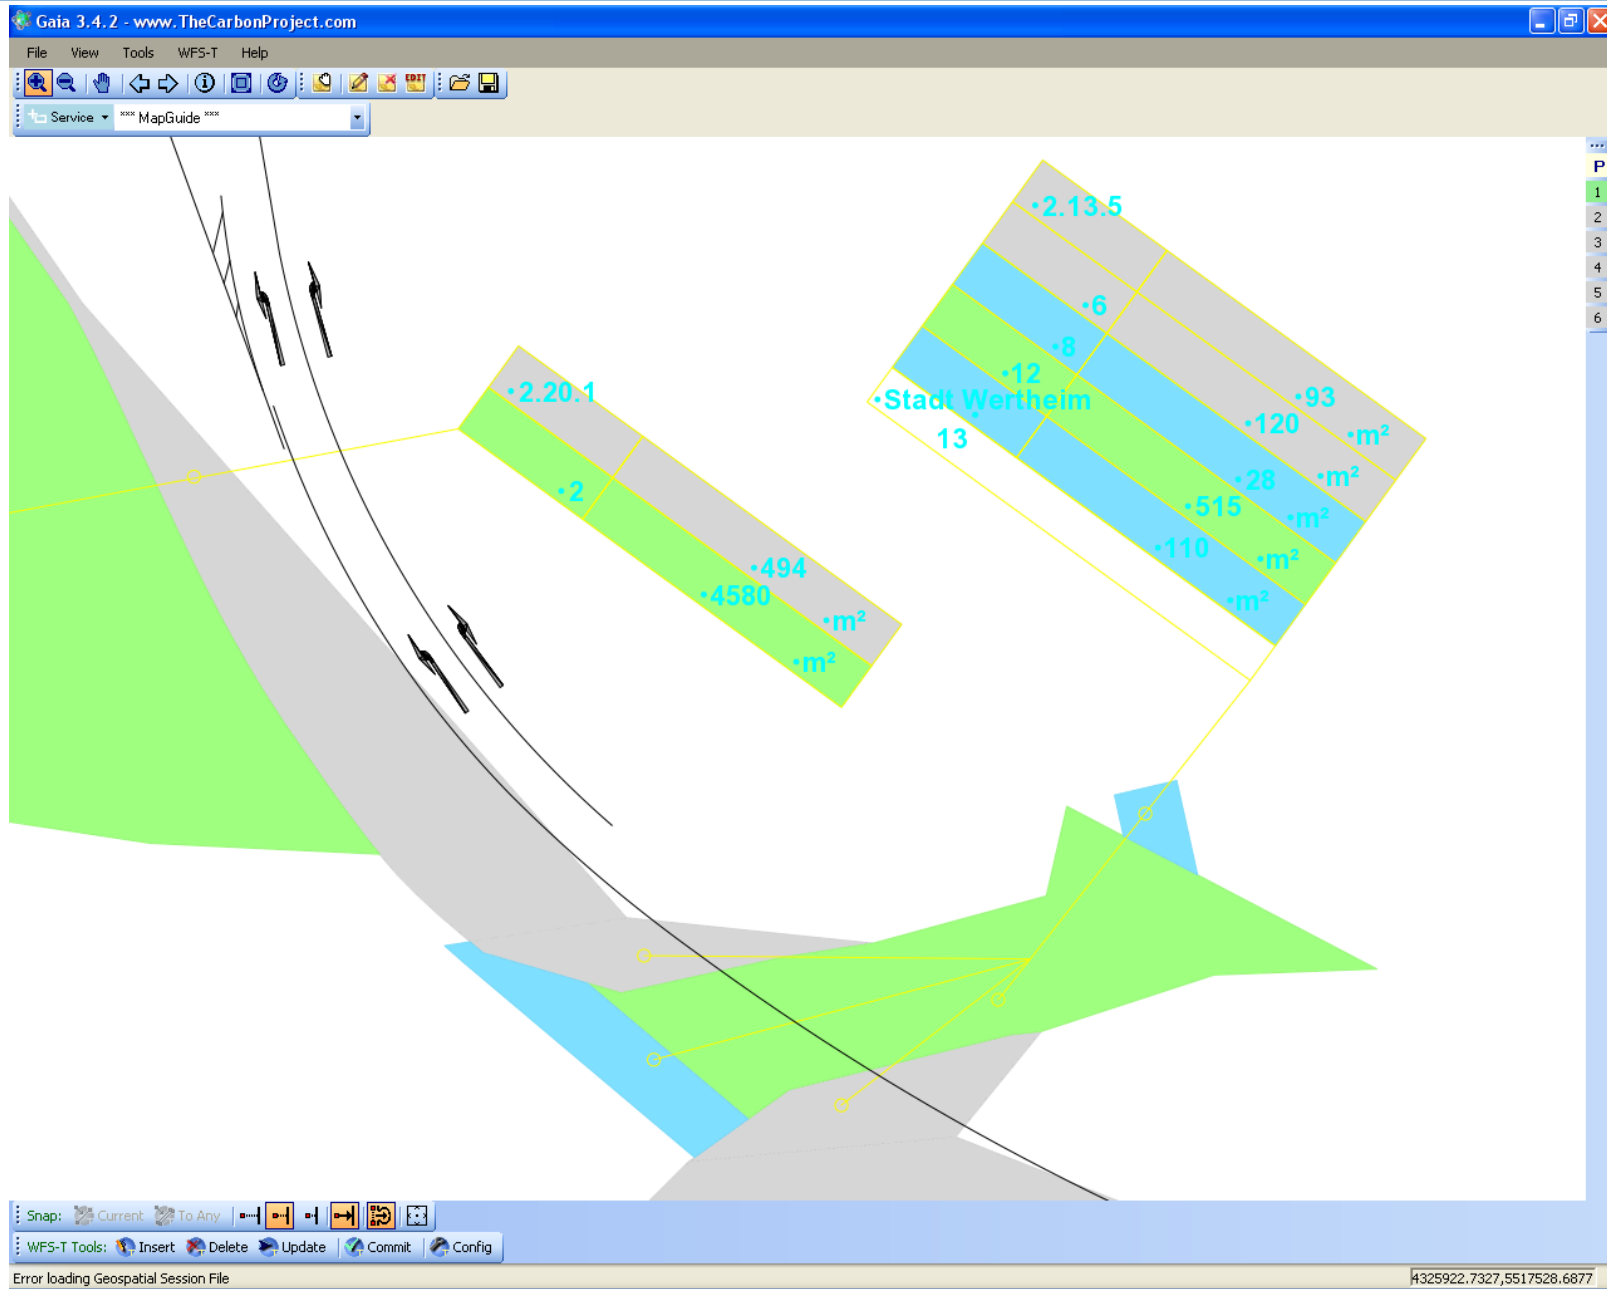 Gaia 3.4.2 - www.TheCarbonProject.com
File View Tools WFS-T Help
EDIT
Service *** MapGuide ***
P
1
2
3
4
5
6
•2.13.5
•6
•8
•12
•Stadt Wertheim
13
•93
•120
•m²
•28
•m²
•515
•m²
•110
•m²
•m²
•2.20.1
•2
•494
•4580
•m²
•m²
Snap: Current To Any
WFS-T Tools: Insert Delete Update Commit Config
Error loading Geospatial Session File
4325922.7327,5517528.6877